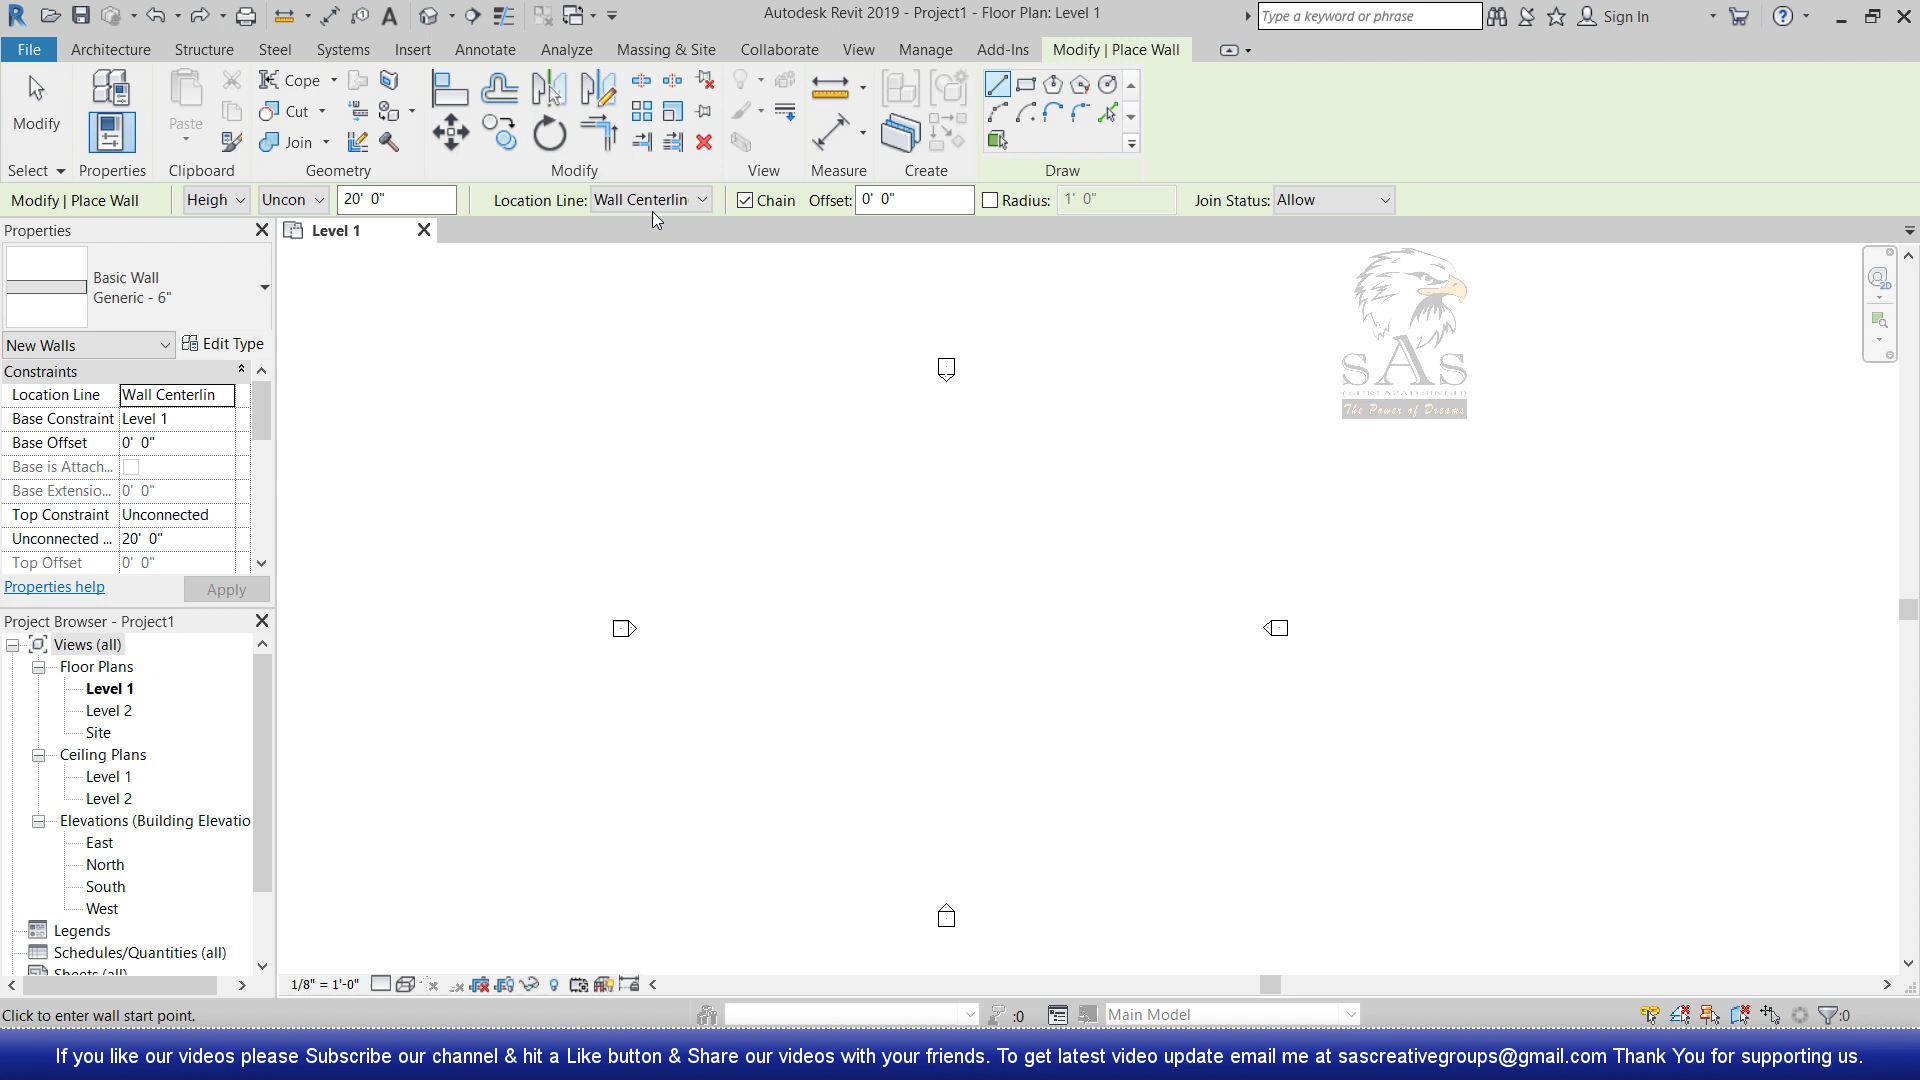 Autodesk Revit 2019 - Project1 - Floor Plan: Level 1
Type a keyword or phrase
Sign In
File Architecture Structure Steel Systems Insert Annotate Analyze Massing & Site Collaborate View Manage Add-Ins Modify | Place Wall
Modify
Paste
Cope
Cut
Join
Select Properties Clipboard Geometry Modify View Measure Create Draw
Modify | Place Wall Heigh Uncon 20' 0" Location Line: Wall Centerlin Chain Offset: 0' 0" Radius: 1' 0" Join Status: Allow
Properties
Level 1
Basic Wall
Generic - 6"
New Walls Edit Type
Constraints
Location Line Wall Centerlin
Base Constraint Level 1
Base Offset 0' 0"
Base is Attach...
Base Extensio... 0' 0"
Top Constraint Unconnected
Unconnected ... 20' 0"
Top Offset 0' 0"
Properties help Apply
Project Browser - Project1
Views (all)
Floor Plans
Level 1
Level 2
Site
Ceiling Plans
Level 1
Level 2
Elevations (Building Elevatio
East
North
South
West
Legends
Schedules/Quantities (all)
Sheets (all)
2D
sAs
The Power of Dreams
1/8" = 1'-0"
Click to enter wall start point.
:0
Main Model
:0
If you like our videos please Subscribe our channel & hit a Like button & Share our videos with your friends. To get latest video update email me at sascreativegroups@gmail.com Thank You for supporting us.